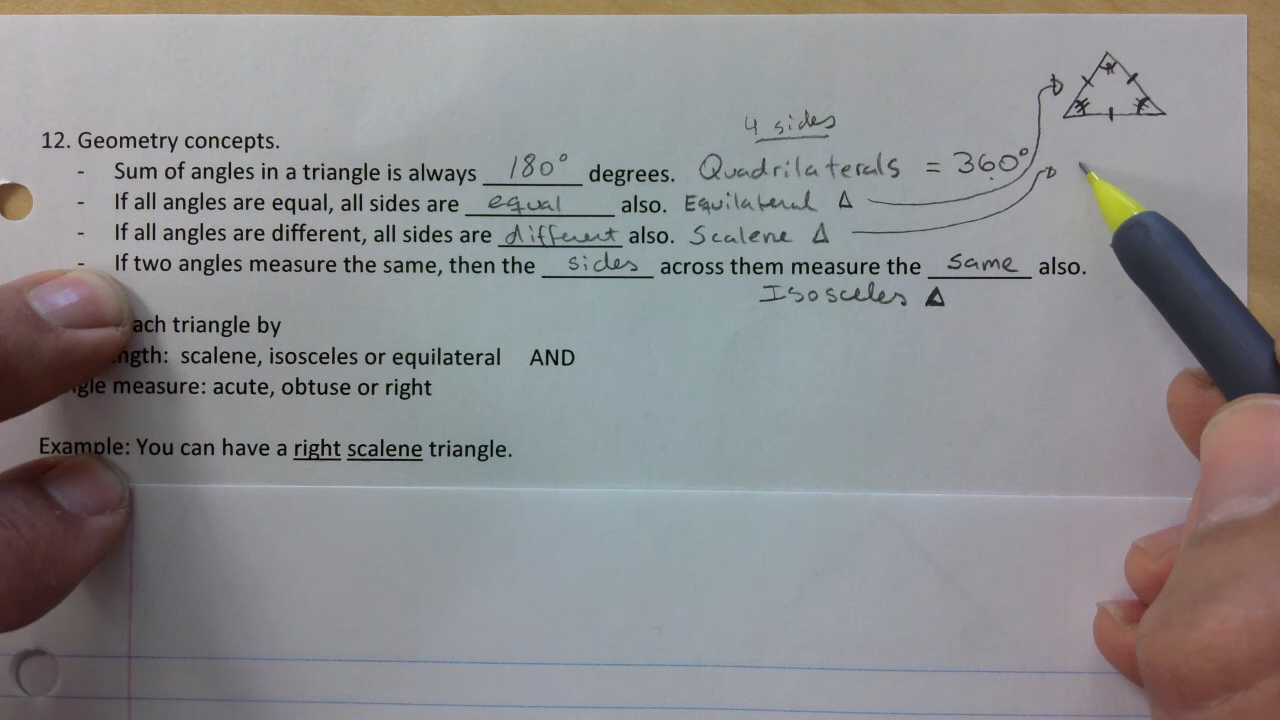 4 sides
12. Geometry concepts.
- Sum of angles in a triangle is always 180° degrees. Quadrilaterals = 360°
- If all angles are equal, all sides are equal also. Equilateral Δ
- If all angles are different, all sides are different also. Scalene Δ
- If two angles measure the same, then the sides across them measure the same also.
Isosceles Δ
ach triangle by
ngth: scalene, isosceles or equilateral AND
gle measure: acute, obtuse or right
Example: You can have a right scalene triangle.